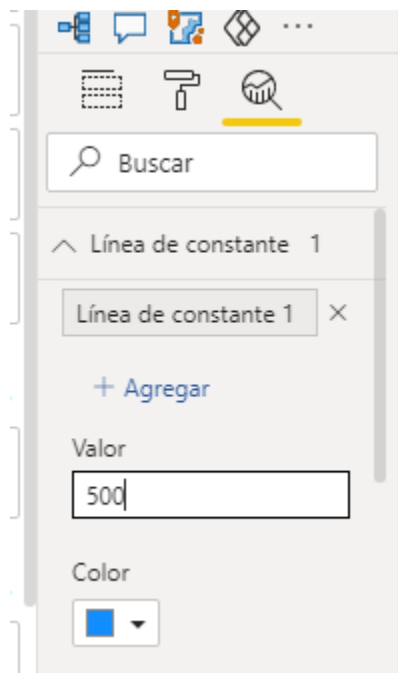 Buscar
Línea de constante 1
Línea de constante 1
+ Agregar
Valor
500
Color